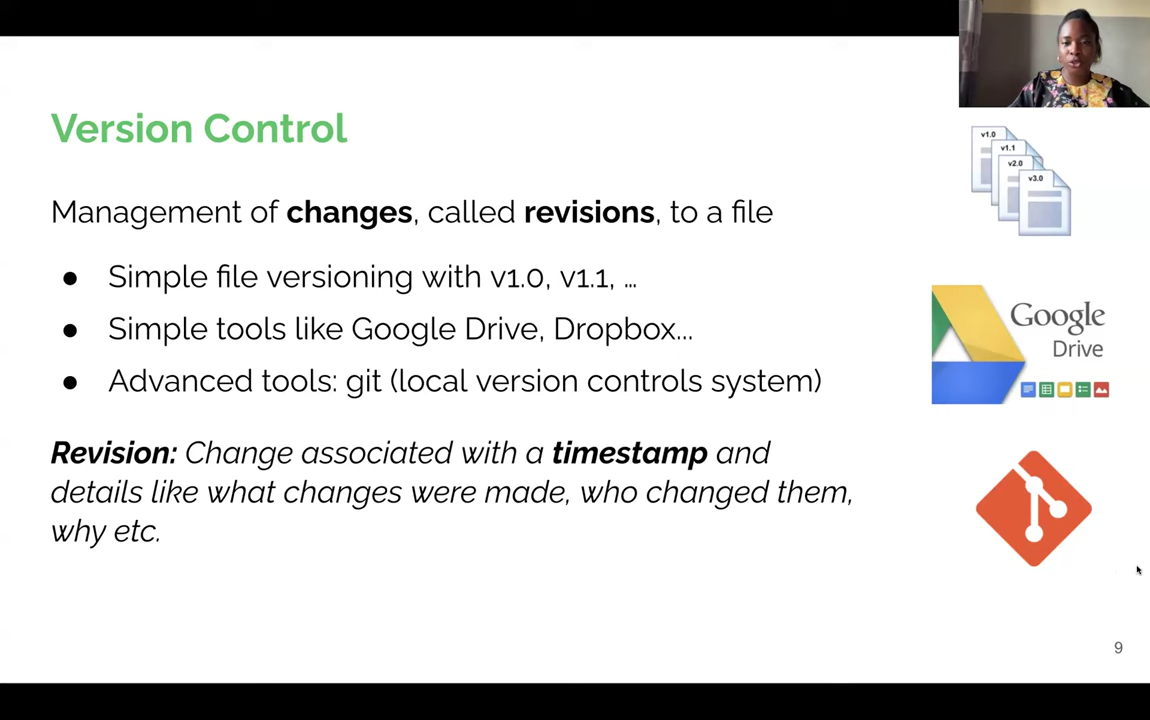 Version Control
Management of changes, called revisions, to a file
● Simple file versioning with v1.0, v1.1, ...
● Simple tools like Google Drive, Dropbox...
● Advanced tools: git (local version controls system)
Revision: Change associated with a timestamp and
details like what changes were made, who changed them,
why etc.
v1.0
v1.1
v2.0
v3.0
Google
Drive
9